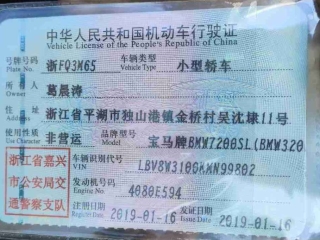 中华人民共和国机动车行驶证
Vehicle License of the People's Republic of China
号牌号码 浙FQ3M65 车辆类型 小型轿车
Plate No. Vehicle Type
所 有 人 葛晨涛
Owner
住 址 浙江省平湖市独山港镇金桥村吴沈埭11号
Address
使用性质 非营运 品牌型号 宝马牌BMW7200SL(BMW320
Use Character Model
浙江省嘉兴市公安局交通警察支队
车辆识别代号
VIN LBV8W3100KMN99802
发动机号码 4080E594
Engine No.
注册日期 2019-01-16 发证日期 2019-01-16
Register Date Issue Date